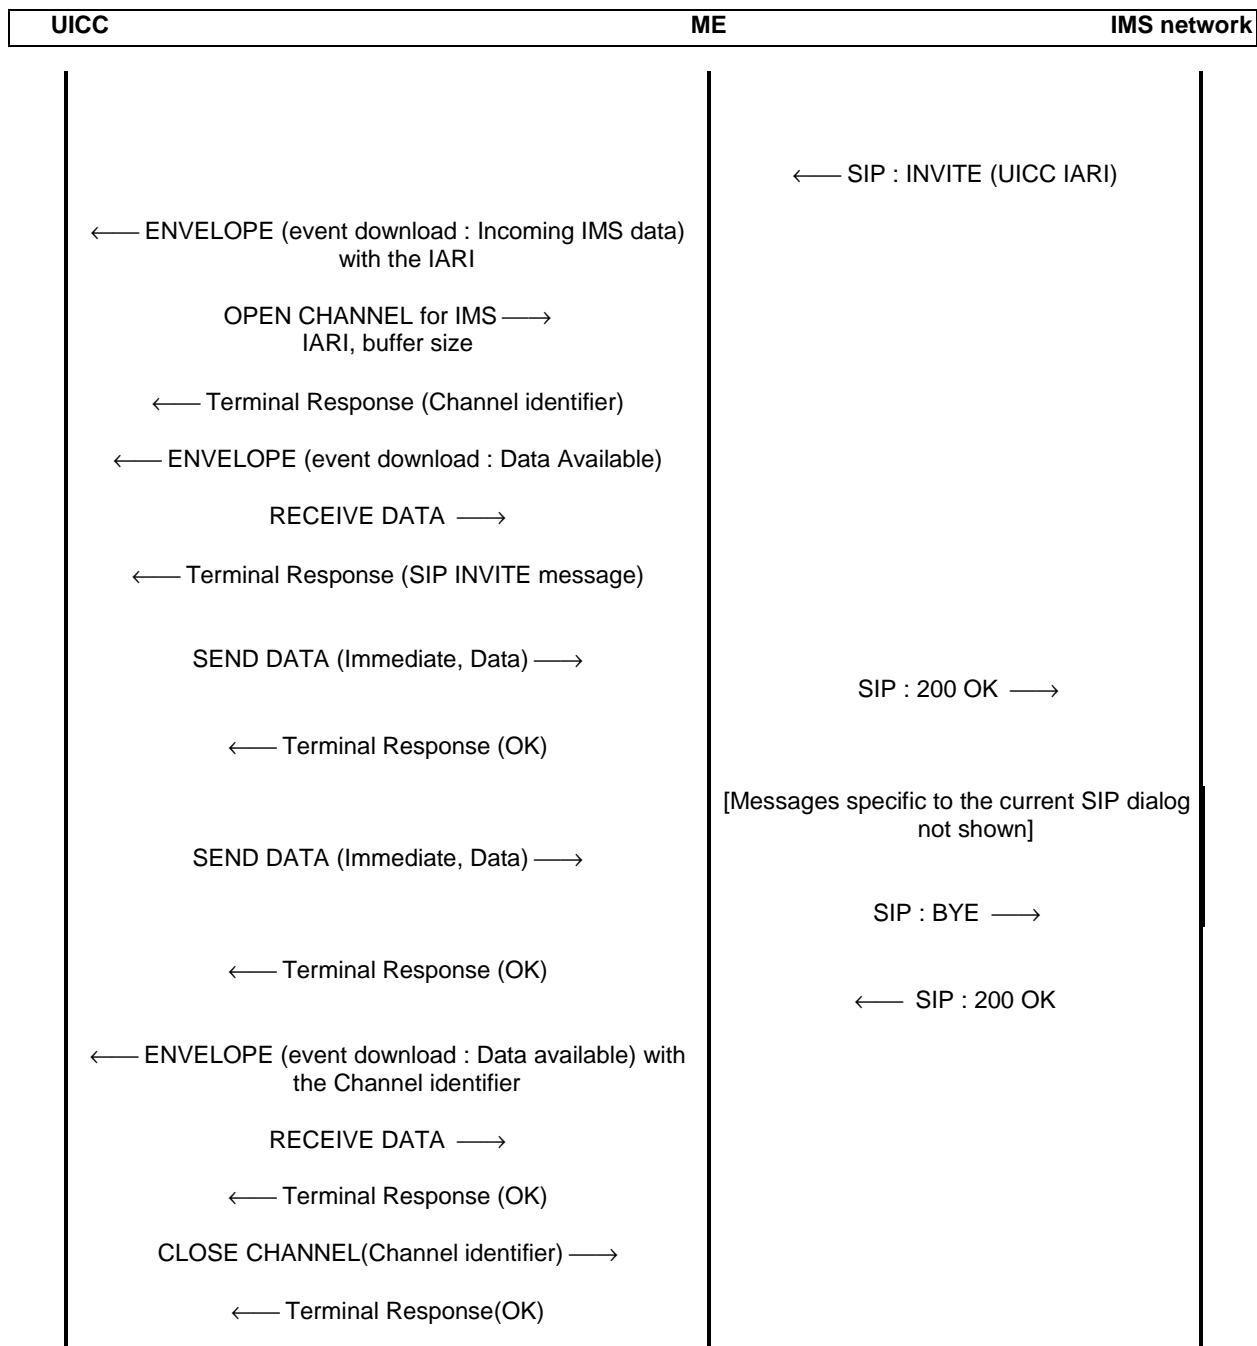 UICC ME IMS network
← SIP : INVITE (UICC IARI)
← ENVELOPE (event download : Incoming IMS data)
with the IARI
OPEN CHANNEL for IMS →
IARI, buffer size
← Terminal Response (Channel identifier)
← ENVELOPE (event download : Data Available)
RECEIVE DATA →
← Terminal Response (SIP INVITE message)
SEND DATA (Immediate, Data) →
SIP : 200 OK →
← Terminal Response (OK)
[Messages specific to the current SIP dialog
not shown]
SEND DATA (Immediate, Data) →
SIP : BYE →
← Terminal Response (OK)
← SIP : 200 OK
← ENVELOPE (event download : Data available) with
the Channel identifier
RECEIVE DATA →
← Terminal Response (OK)
CLOSE CHANNEL(Channel identifier) →
← Terminal Response(OK)